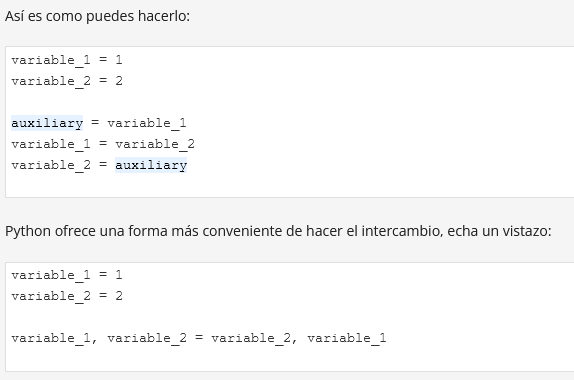 Así es como puedes hacerlo:
variable_1 = 1
variable_2 = 2
auxiliary = variable_1
variable_1 = variable_2
variable_2 = auxiliary
Python ofrece una forma más conveniente de hacer el intercambio, echa un vistazo:
variable_1 = 1
variable_2 = 2
variable_1, variable_2 = variable_2, variable_1